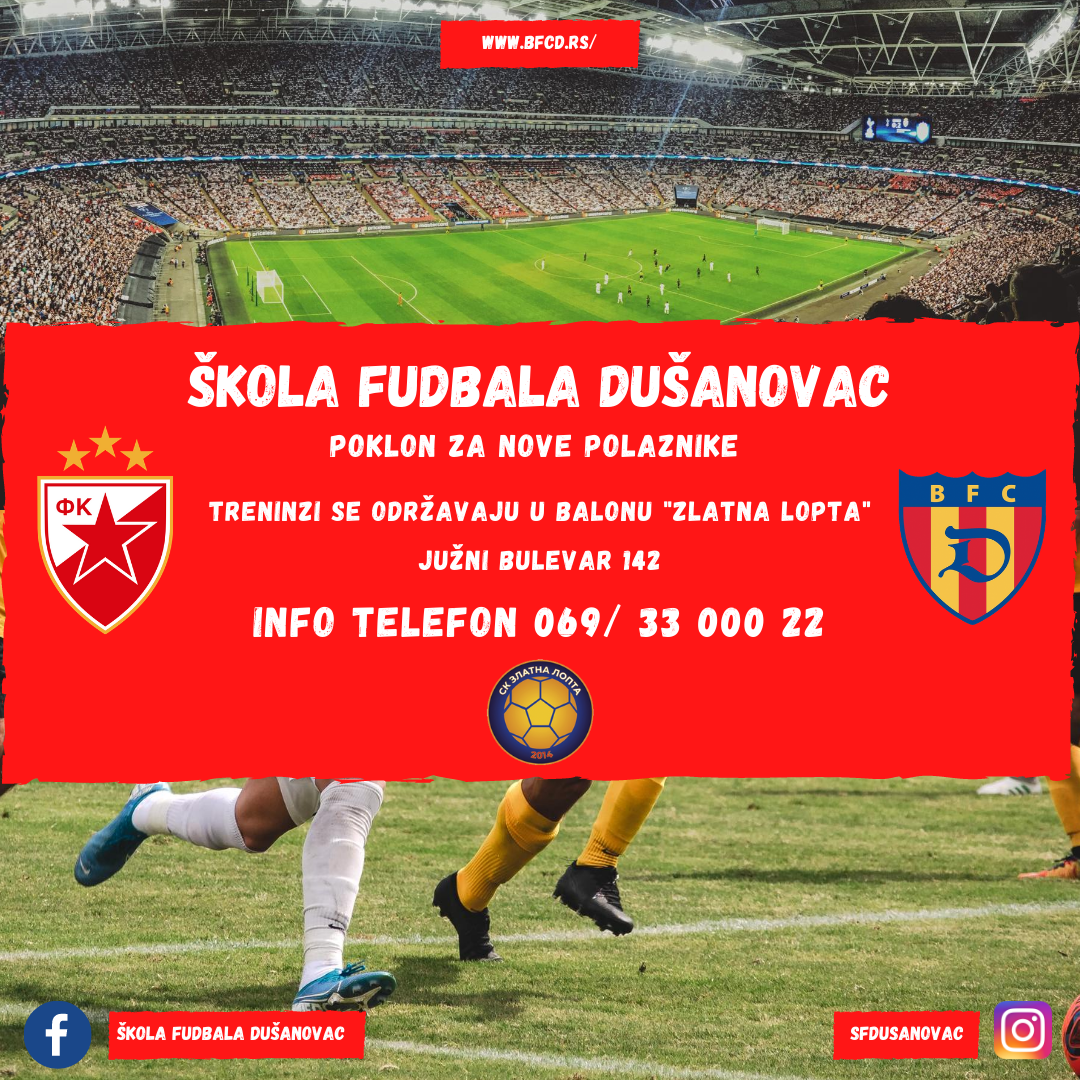 WWW.BFCD.RS/
ŠKOLA FUDBALA DUŠANOVAC
POKLON ZA NOVE POLAZNIKE
ФК
B F C
D
TRENINZI SE ODRŽAVAJU U BALONU "ZLATNA LOPTA"
JUŽNI BULEVAR 142
INFO TELEFON 069/ 33 000 22
СК ЗЛАТНА ЛОПТА
2014
ŠKOLA FUDBALA DUŠANOVAC
SFDUSANOVAC